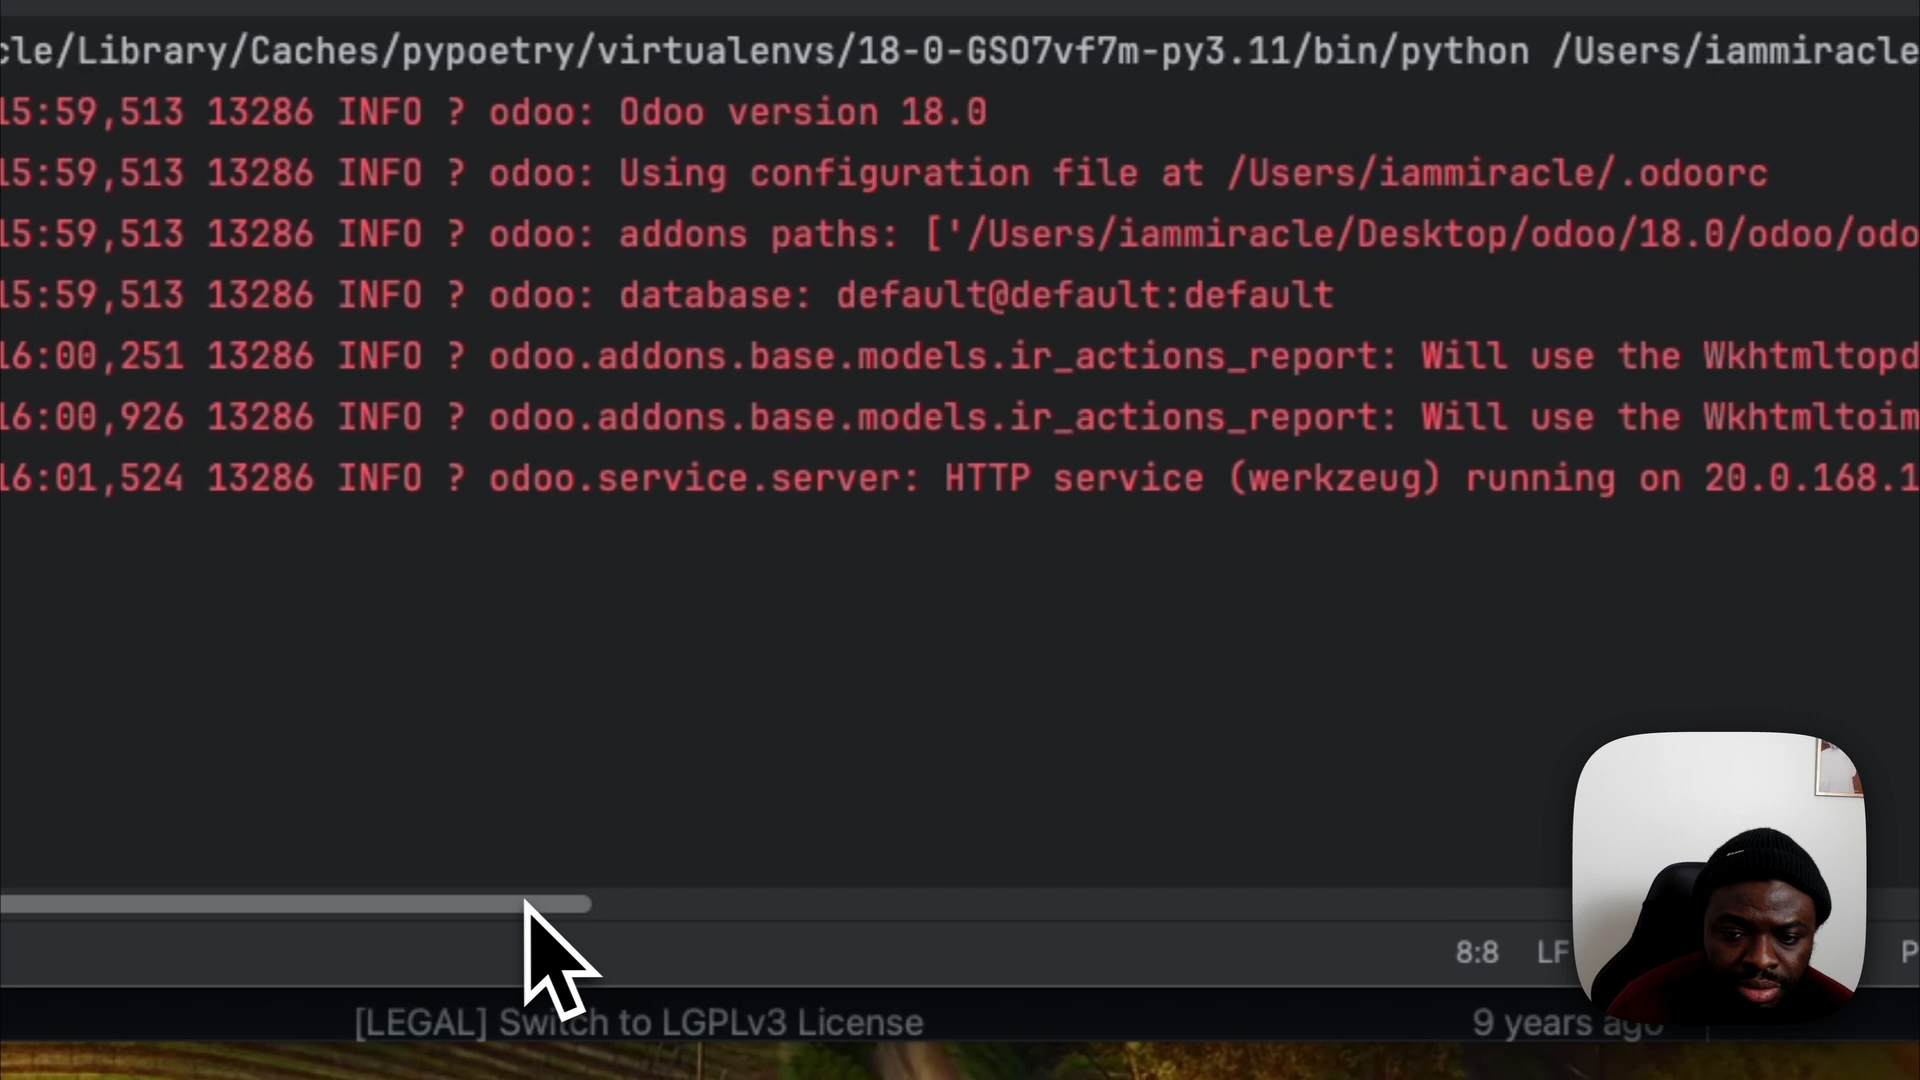 cle/Library/Caches/pypoetry/virtualenvs/18-0-GSO7vf7m-py3.11/bin/python /Users/iammiracle
15:59,513 13286 INFO ? odoo: Odoo version 18.0
15:59,513 13286 INFO ? odoo: Using configuration file at /Users/iammiracle/.odoorc
15:59,513 13286 INFO ? odoo: addons paths: ['/Users/iammiracle/Desktop/odoo/18.0/odoo/odo
15:59,513 13286 INFO ? odoo: database: default@default:default
16:00,251 13286 INFO ? odoo.addons.base.models.ir_actions_report: Will use the Wkhtmltopd
16:00,926 13286 INFO ? odoo.addons.base.models.ir_actions_report: Will use the Wkhtmltoim
16:01,524 13286 INFO ? odoo.service.server: HTTP service (werkzeug) running on 20.0.168.1
8:8 LF P
[LEGAL] Switch to LGPLv3 License 9 years ago